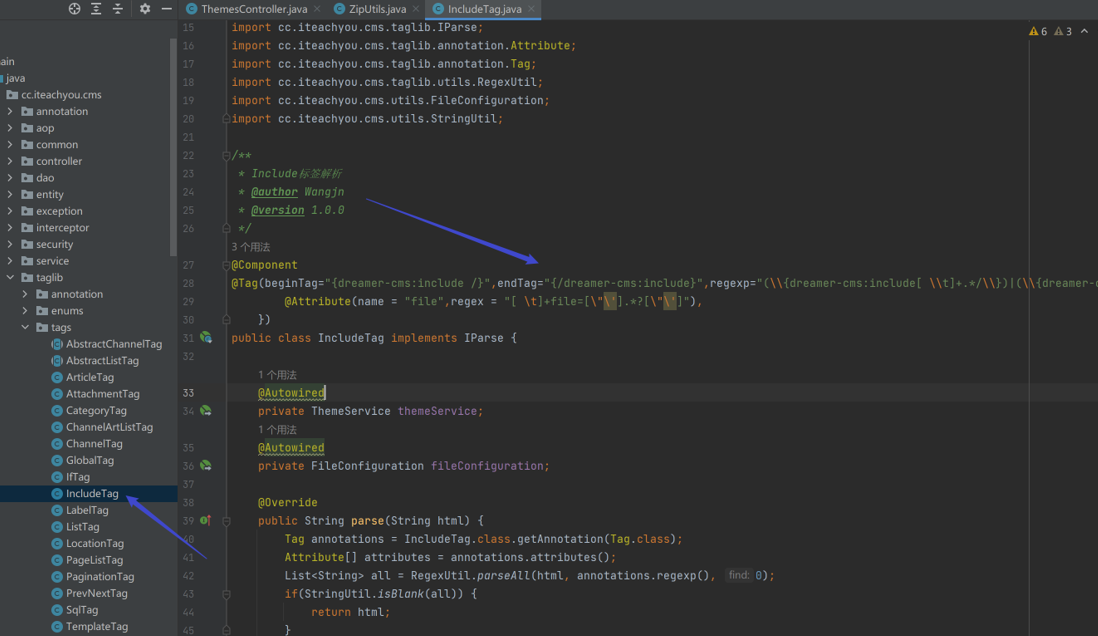 ThemesController.java
ZipUtils.java
IncludeTag.java
ain
java
cc.iteachyou.cms
annotation
aop
common
controller
dao
entity
exception
interceptor
security
service
taglib
annotation
enums
tags
AbstractChannelTag
AbstractListTag
ArticleTag
AttachmentTag
CategoryTag
ChannelArtListTag
ChannelTag
GlobalTag
IfTag
IncludeTag
LabelTag
ListTag
LocationTag
PageListTag
PaginationTag
PrevNextTag
SqlTag
TemplateTag
6 3
15 import cc.iteachyou.cms.taglib.IParse;
16 import cc.iteachyou.cms.taglib.annotation.Attribute;
17 import cc.iteachyou.cms.taglib.annotation.Tag;
18 import cc.iteachyou.cms.taglib.utils.RegexUtil;
19 import cc.iteachyou.cms.utils.FileConfiguration;
20 import cc.iteachyou.cms.utils.StringUtil;
21
22 /**
23 * Include标签解析
24 * @author Wangjn
25 * @version 1.0.0
26 */
3 个用法
27 @Component
28 @Tag(beginTag="{dreamer-cms:include /}",endTag="{/dreamer-cms:include}",regexp="(\\{dreamer-cms:include[ \\t]+.*/\\})|(\\{dreamer-c
29 @Attribute(name = "file",regex = "[ \t]+file=[\"\'].*?[\"\']"),
30 })
31 public class IncludeTag implements IParse {
32
1 个用法
33 @Autowired
34 private ThemeService themeService;
1 个用法
35 @Autowired
36 private FileConfiguration fileConfiguration;
37
38 @Override
39 public String parse(String html) {
40 Tag annotations = IncludeTag.class.getAnnotation(Tag.class);
41 Attribute[] attributes = annotations.attributes();
42 List<String> all = RegexUtil.parseAll(html, annotations.regexp(), find: 0);
43 if(StringUtil.isBlank(all)) {
44 return html;
45 }